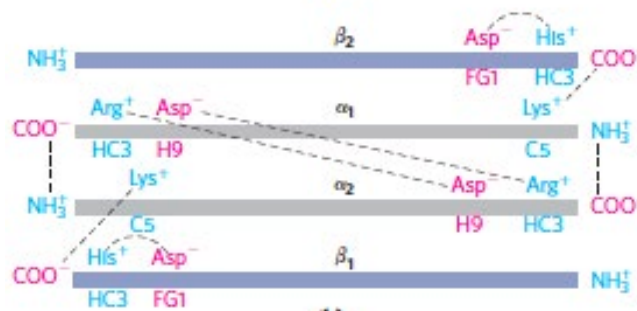 β₂ Asp⁻ His⁺
NH₃⁺ COO
FG1 HC3
Arg⁺ Asp⁻ α₁ Lys⁺
COO⁻ NH₃⁺
HC3 H9 C5
Lys⁺ α₂ Asp⁻ Arg⁺
NH₃⁺ COO
C5 H9 HC3
His⁺ Asp⁻ β₁
COO⁻ NH₃⁺
HC3 FG1